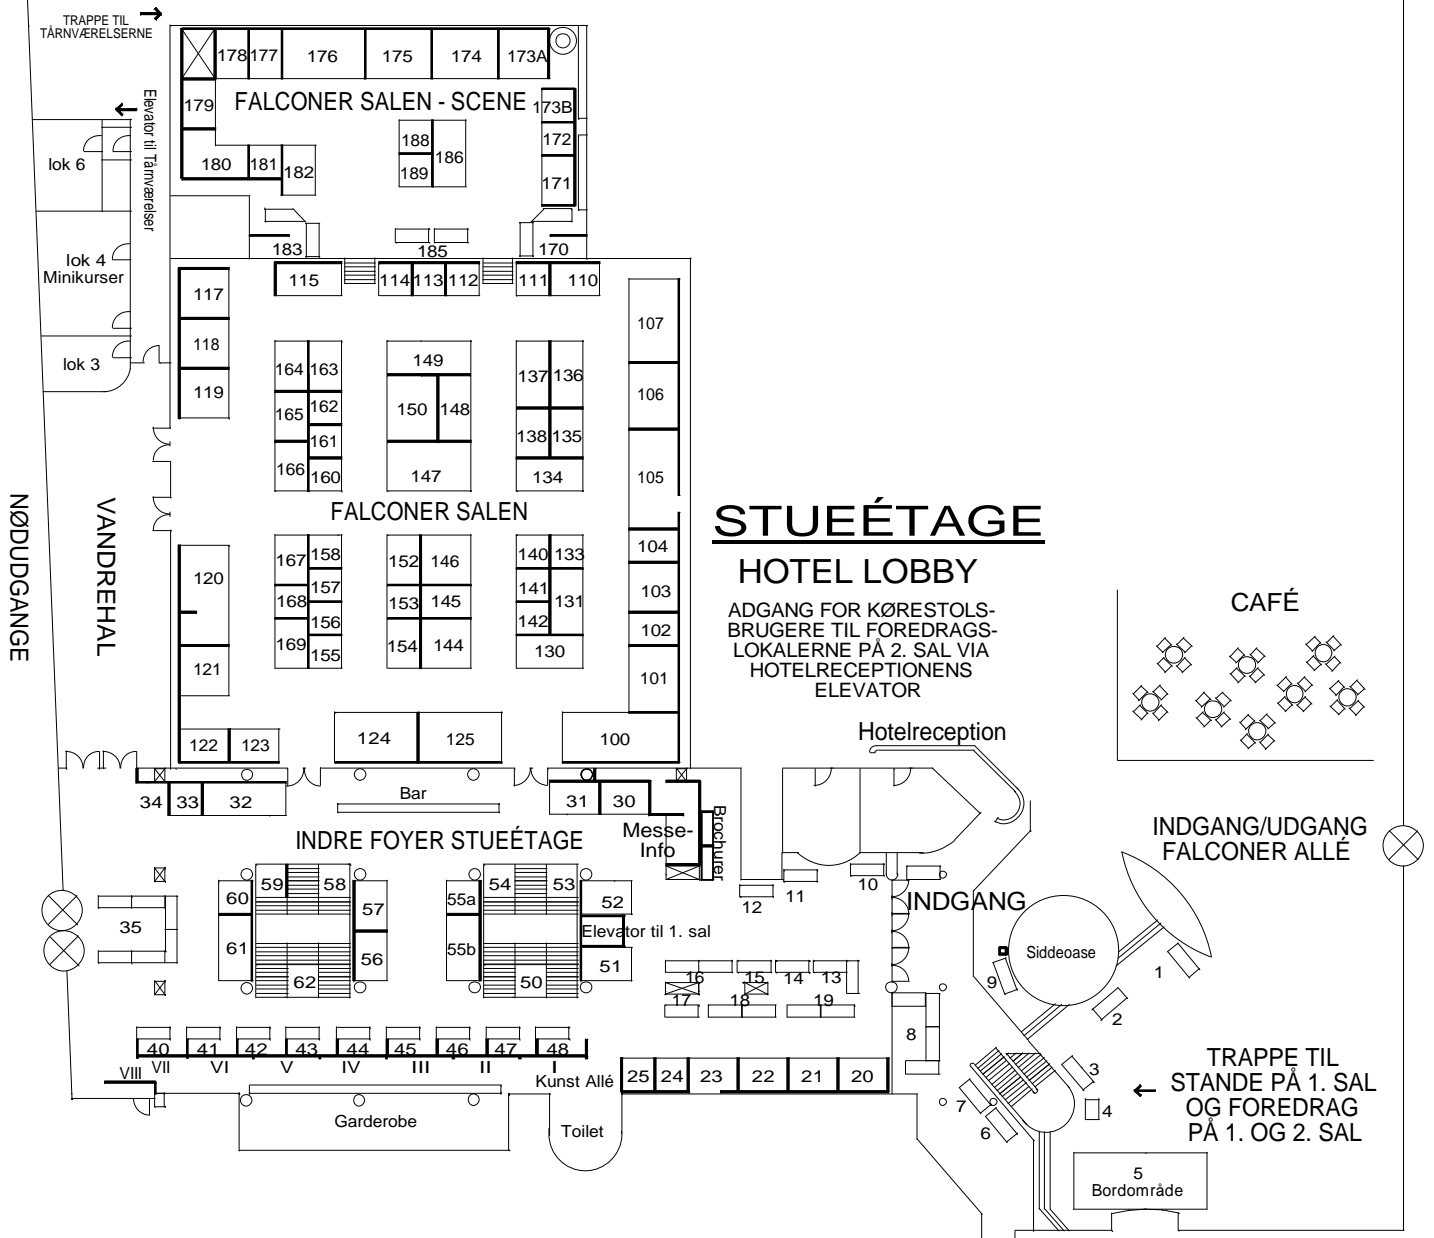 TRAPPE TIL
TÅRNVÆRELSERNE
Elevator til Tårnværelser
178 177 176 175 174 173A
179
FALCONER SALEN - SCENE
173B
188 186 172
189
180 181 182 171
183 185 170
lok 6
lok 4
Minikurser
lok 3
115 114 113 112 111 110
117
118
119
107
106
105
104
103
102
101
100
164 163
165 162
161
166 160
149
150 148
147
137 136
138 135
134
FALCONER SALEN
NØDUDGANGE
VANDREHAL
167 158
157
168 156
169 155
152 146
153 145
154 144
140 133
141 131
142
130
120
121
122 123
124 125
STUEÉTAGE
HOTEL LOBBY
ADGANG FOR KØRESTOLS-
BRUGERE TIL FOREDRAGS-
LOKALERNE PÅ 2. SAL VIA
HOTELRECEPTIONENS
ELEVATOR
CAFÉ
Hotelreception
34 33 32
Bar
31 30
Messe-
Info
Brochurer
INDRE FOYER STUEÉTAGE
INDGANG/UDGANG
FALCONER ALLÉ
INDGANG
12 11 10
60 59 58 57
61 62 56
35
55a 54 53 52
55b 50 51
Elevator til 1. sal
16 15 14 13
17 18 19
Siddeoase
9
1
2
3
4
8
7
6
TRAPPE TIL
STANDE PÅ 1. SAL
OG FOREDRAG
PÅ 1. OG 2. SAL
5
Bordområde
40 41 42 43 44 45 46 47 48
VIII VII VI V IV III II I
Kunst Allé
25 24 23 22 21 20
Garderobe
Toilet